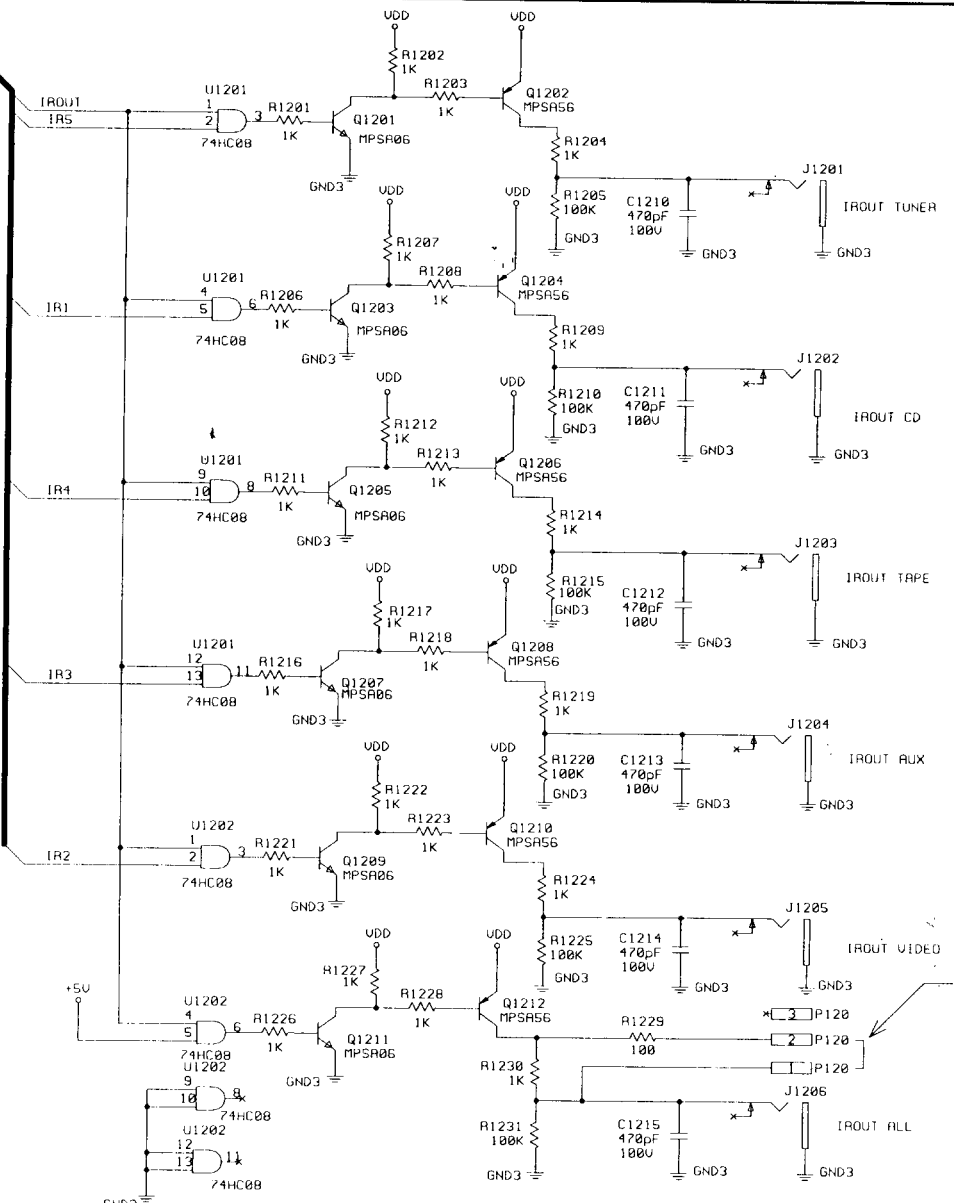 VDD
VDD
R1202
1K
R1203
1K
Q1202
MPSA56
IROUT
IR5
U1201
1
2
3
74HC08
R1201
1K
Q1201
MPSA06
GND3
R1204
1K
R1205
100K
GND3
C1210
470pF
100V
GND3
J1201
IROUT TUNER
GND3
VDD
VDD
R1207
1K
R1208
1K
Q1204
MPSA56
IR1
U1201
4
5
6
74HC08
R1206
1K
Q1203
MPSA06
GND3
R1209
1K
R1210
100K
GND3
C1211
470pF
100V
GND3
J1202
IROUT CD
GND3
VDD
VDD
R1212
1K
R1213
1K
Q1206
MPSA56
IR4
U1201
9
10
8
74HC08
R1211
1K
Q1205
MPSA06
GND3
R1214
1K
R1215
100K
GND3
C1212
470pF
100V
GND3
J1203
IROUT TAPE
GND3
VDD
VDD
R1217
1K
R1218
1K
Q1208
MPSA56
IR3
U1201
12
13
11
74HC08
R1216
1K
Q1207
MPSA06
GND3
R1219
1K
R1220
100K
GND3
C1213
470pF
100V
GND3
J1204
IROUT AUX
GND3
VDD
VDD
R1222
1K
R1223
1K
Q1210
MPSA56
IR2
U1202
1
2
3
74HC08
R1221
1K
Q1209
MPSA06
GND3
R1224
1K
R1225
100K
GND3
C1214
470pF
100V
GND3
J1205
IROUT VIDEO
GND3
VDD
VDD
R1227
1K
R1228
1K
Q1212
MPSA56
+5V
U1202
4
5
6
74HC08
R1226
1K
Q1211
MPSA06
GND3
R1229
100
3
P120
2
P120
1
P120
R1230
1K
R1231
100K
GND3
C1215
470pF
100V
GND3
J1206
IROUT ALL
GND3
U1202
9
10
8
74HC08
U1202
12
13
11
74HC08
GND3